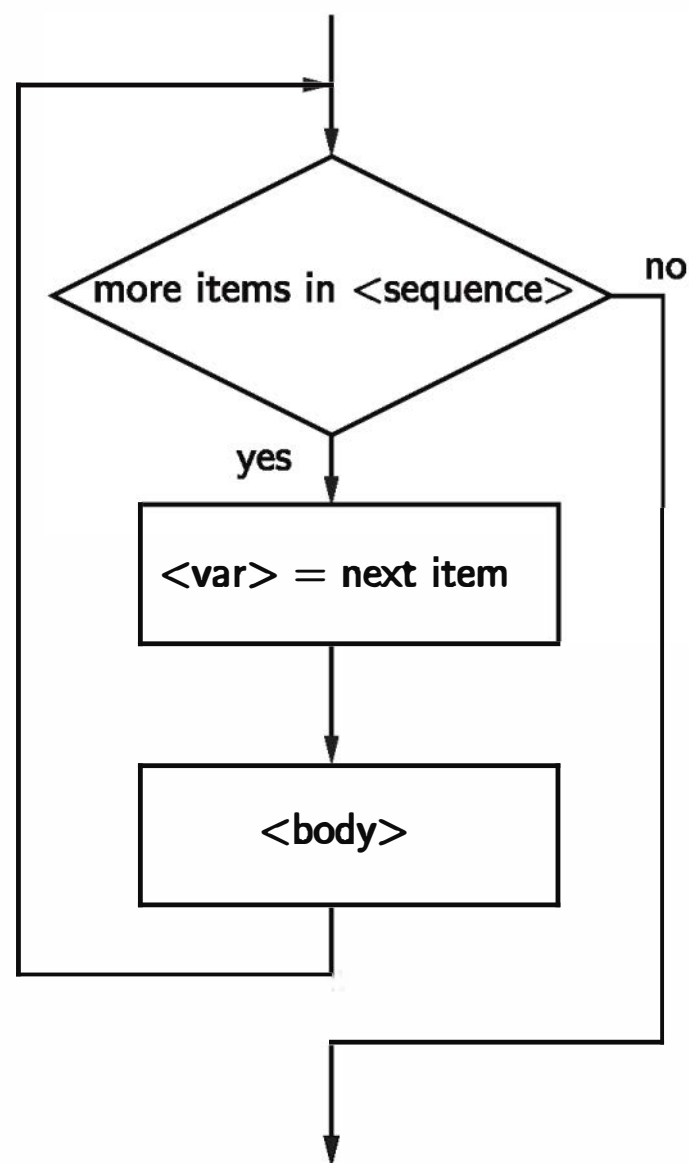 no
more items in <sequence>
yes
<var> = next item
<body>